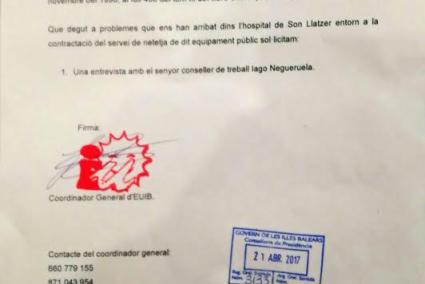 Que degut a problemes que ens han arribat dins l'hospital de Son Llatzer entorn a la
contractació del servei de neteja de dit equipament públic sol·licitam:
1. Una entrevista amb el senyor conseller de treball Iago Negueruela.
Firma:
Coordinador General d'EUIB.
GOVERN DE LES ILLES BALEARS
Conselleria de Presidència
21 ABR. 2017
Contacte del coordinador general:
660 779 155
871 043 954